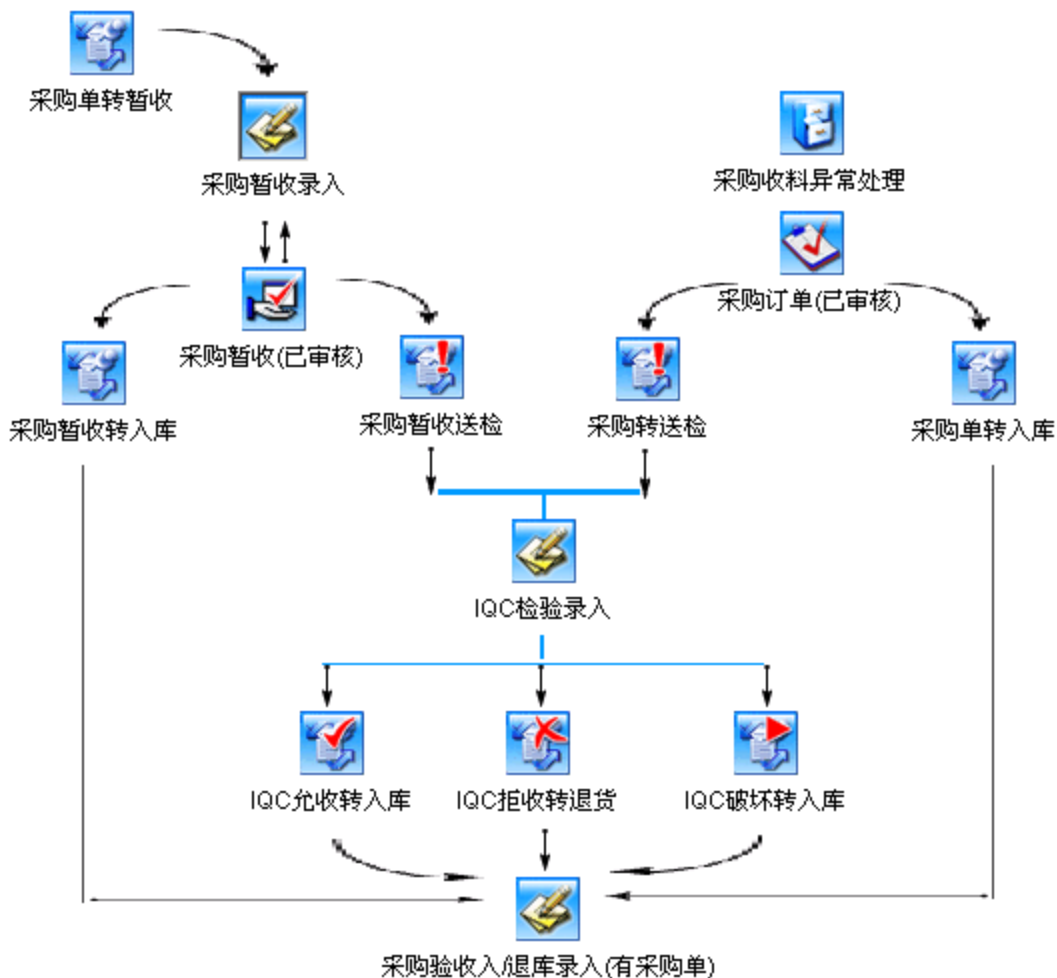 采购单转暂收
采购暂收录入
采购收料异常处理
采购订单(已审核)
采购暂收(已审核)
采购暂收转入库
采购暂收送检
采购转送检
采购单转入库
IQC检验录入
IQC允收转入库
IQC拒收转退货
IQC破坏转入库
采购验收入/退库录入(有采购单)